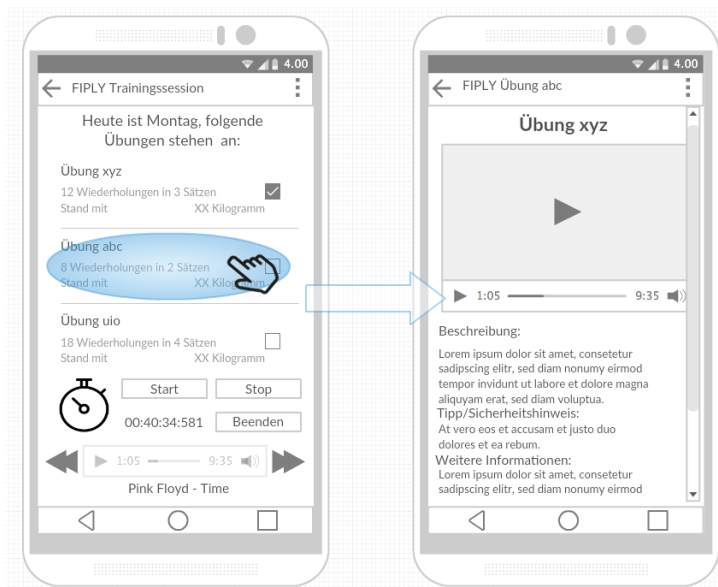 4.00
FIPLY Trainingssession
Heute ist Montag, folgende
Übungen stehen an:
Übung xyz
12 Wiederholungen in 3 Sätzen
Stand mit XX Kilogramm
Übung abc
8 Wiederholungen in 2 Sätzen
Stand mit XX Kilogramm
Übung uio
18 Wiederholungen in 4 Sätzen
Stand mit XX Kilogramm
Start Stop
00:40:34:581 Beenden
1:05 9:35
Pink Floyd - Time
4.00
FIPLY Übung abc
Übung xyz
1:05 9:35
Beschreibung:
Lorem ipsum dolor sit amet, consetetur
sadipscing elitr, sed diam nonumy eirmod
tempor invidunt ut labore et dolore magna
aliquyam erat, sed diam voluptua.
Tipp/Sicherheitshinweis:
At vero eos et accusam et justo duo
dolores et ea rebum.
Weitere Informationen:
Lorem ipsum dolor sit amet, consetetur
sadipscing elitr, sed diam nonumy eirmod